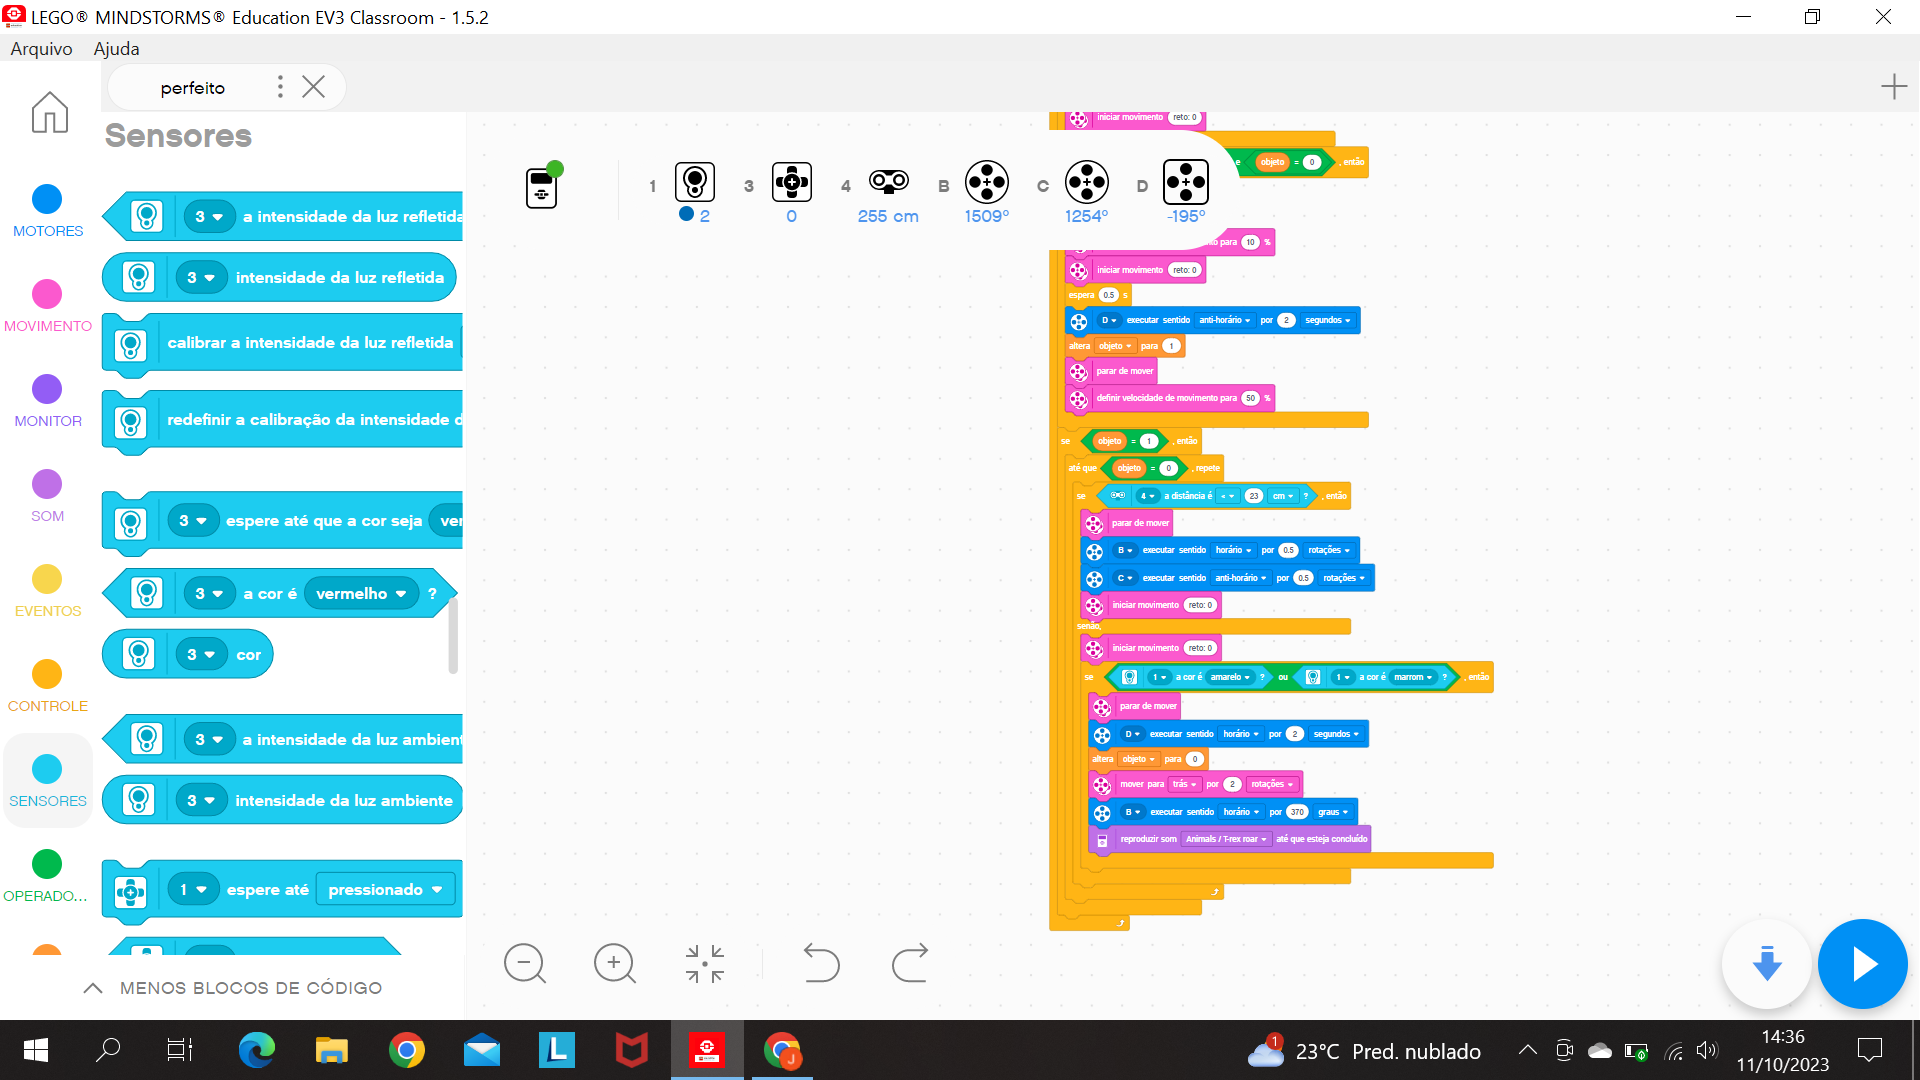 LEGO® MINDSTORMS® Education EV3 Classroom - 1.5.2
Arquivo Ajuda
perfeito
Sensores
MOTORES
MOVIMENTO
MONITOR
SOM
EVENTOS
CONTROLE
SENSORES
OPERADO...
3 a intensidade da luz refletida
3 intensidade da luz refletida
calibrar a intensidade da luz refletida
redefinir a calibração da intensidade d
3 espere até que a cor seja ver
3 a cor é vermelho ?
3 cor
3 a intensidade da luz ambient
3 intensidade da luz ambiente
1 espere até pressionado
MENOS BLOCOS DE CÓDIGO
1 3 4 B C D
2 0 255 cm 1509° 1254° -195°
iniciar movimento reto: 0
e objeto = 0 , então
para 10 %
iniciar movimento reto: 0
espera 0.5 s
D executar sentido anti-horário por 2 segundos
altera objeto para 1
parar de mover
definir velocidade de movimento para 50 %
se objeto = 1 , então
até que objeto = 0 , repete
se 4 a distância é < 23 cm ? , então
parar de mover
B executar sentido horário por 0.5 rotações
C executar sentido anti-horário por 0.5 rotações
iniciar movimento reto: 0
senão,
iniciar movimento reto: 0
se 1 a cor é amarelo ? ou 1 a cor é marrom ? , então
parar de mover
D executar sentido horário por 2 segundos
altera objeto para 0
mover para trás por 2 rotações
B executar sentido horário por 370 graus
reproduzir som Animals / T-rex roar até que esteja concluído
L
J
1
23°C Pred. nublado
14:36
11/10/2023